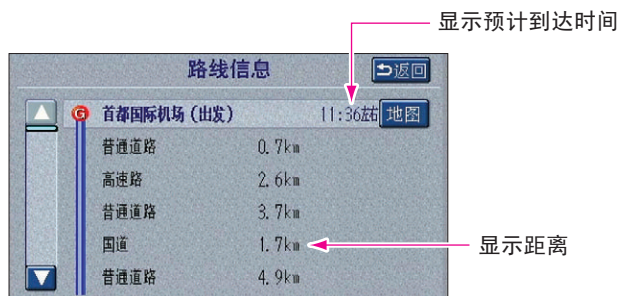 显示预计到达时间
路线信息 返回
G 首都国际机场（出发） 11:36左右 地图
普通道路 0.7km
高速路 2.6km
普通道路 3.7km
国道 1.7km 显示距离
普通道路 4.9km